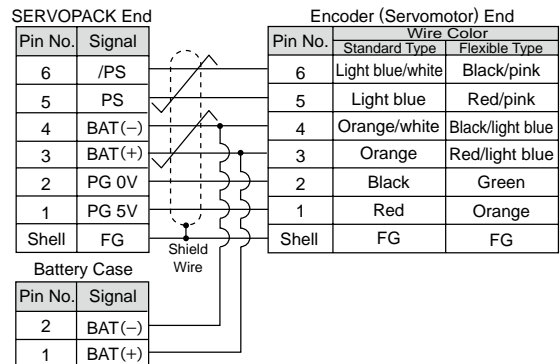 SERVOPACK End
Encoder (Servomotor) End
Pin No. Signal
Pin No. Wire Color
Standard Type Flexible Type
6 /PS
6 Light blue/white Black/pink
5 PS
5 Light blue Red/pink
4 BAT(−)
4 Orange/white Black/light blue
3 BAT(+)
3 Orange Red/light blue
2 PG 0V
2 Black Green
1 PG 5V
1 Red Orange
Shell FG
Shell FG FG
Shield
Wire
Battery Case
Pin No. Signal
2 BAT(−)
1 BAT(+)